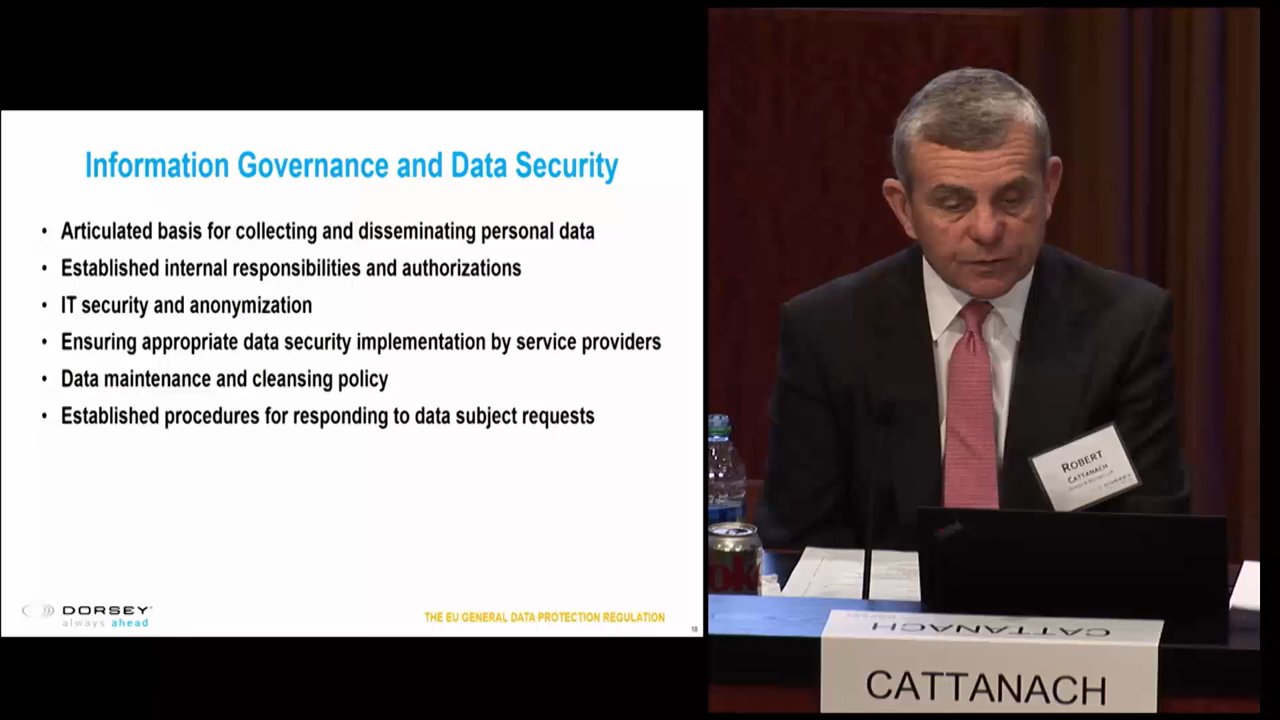 Information Governance and Data Security
• Articulated basis for collecting and disseminating personal data
• Established internal responsibilities and authorizations
• IT security and anonymization
• Ensuring appropriate data security implementation by service providers
• Data maintenance and cleansing policy
• Established procedures for responding to data subject requests
DORSEY
always ahead
THE EU GENERAL DATA PROTECTION REGULATION
18
ROBERT
CATTANACH
CATTANACH
CATTANACH